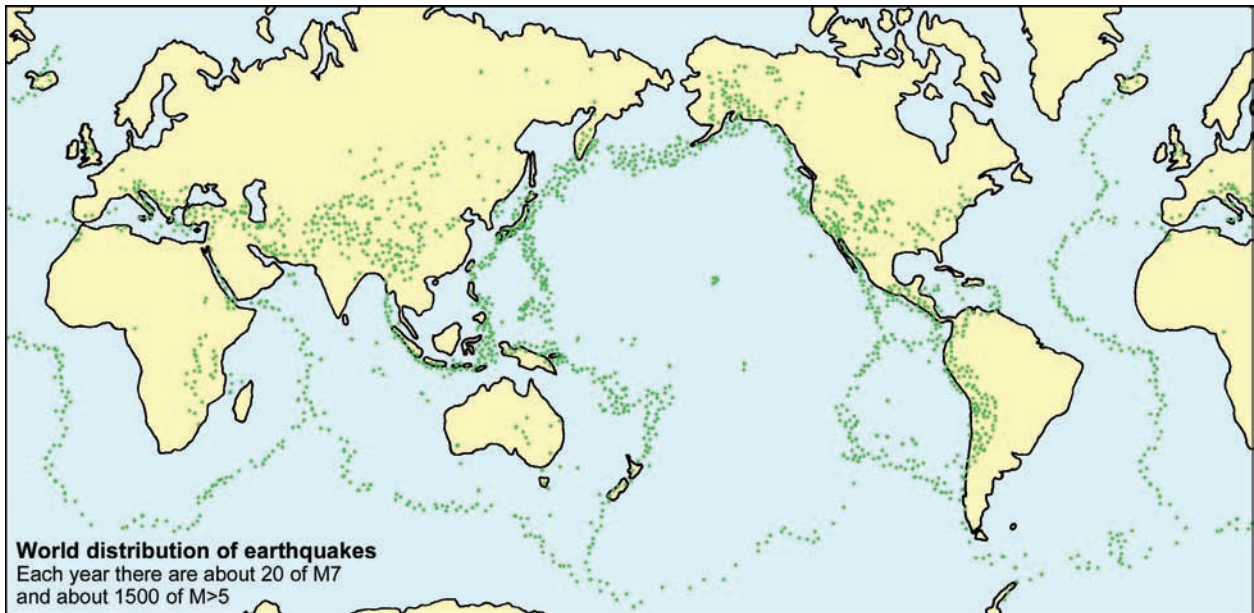 World distribution of earthquakes
Each year there are about 20 of M7
and about 1500 of M>5